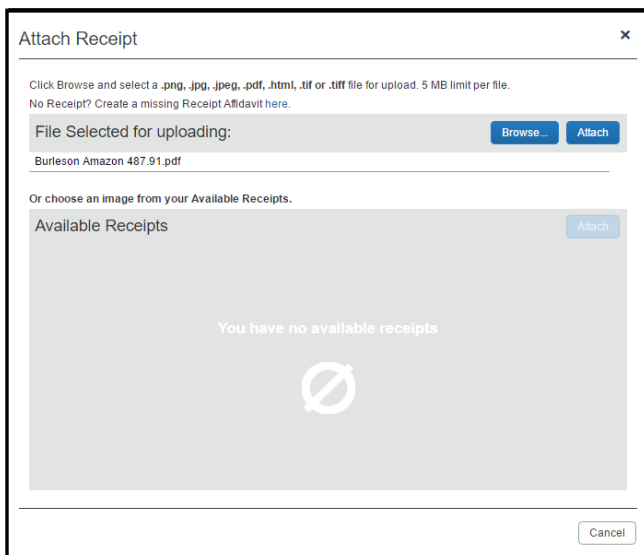 Attach Receipt ×
Click Browse and select a .png, .jpg, .jpeg, .pdf, .html, .tif or .tiff file for upload. 5 MB limit per file.
No Receipt? Create a missing Receipt Affidavit here.
File Selected for uploading: Browse... Attach
Burleson Amazon 487.91.pdf
Or choose an image from your Available Receipts.
Available Receipts Attach
You have no available receipts
Cancel